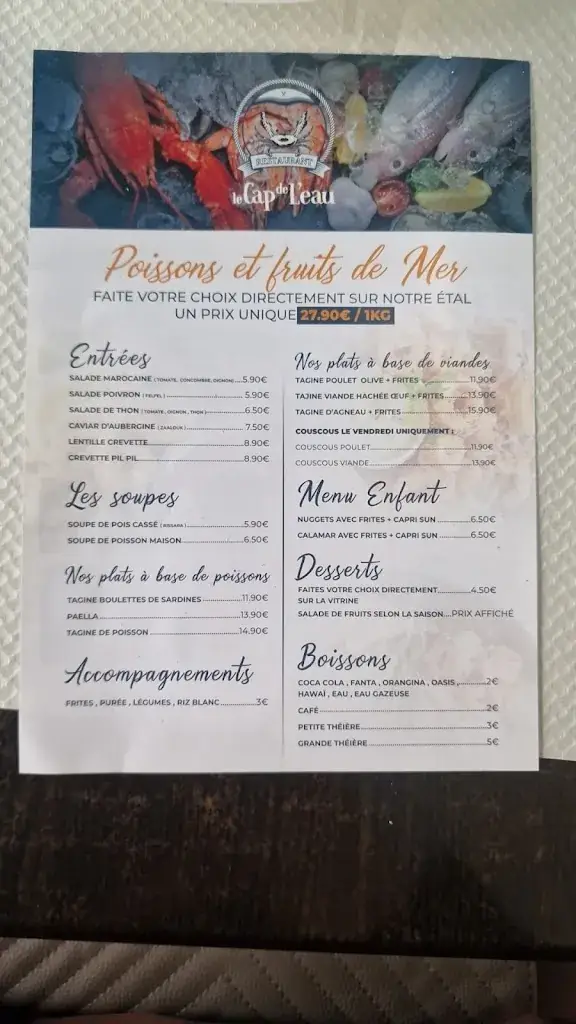 RESTAURANT
le Cap de L'eau
Poissons et fruits de Mer
FAITE VOTRE CHOIX DIRECTEMENT SUR NOTRE ÉTAL
UN PRIX UNIQUE 27.90€ / 1KG
Entrées
SALADE MAROCAINE ( TOMATE, CONCOMBRE, OIGNON)....5.90€
SALADE POIVRON ( FELFEL )....5.90€
SALADE DE THON ( TOMATE , OIGNON , THON )....6.50€
CAVIAR D'AUBERGINE ( ZAALOUK )....7.50€
LENTILLE CREVETTE....8.90€
CREVETTE PIL PIL....8.90€
Les soupes
SOUPE DE POIS CASSÉ ( BISSARA )....5.90€
SOUPE DE POISSON MAISON....6.50€
Nos plats à base de poissons
TAGINE BOULETTES DE SARDINES....11.90€
PAELLA....13.90€
TAGINE DE POISSON....14.90€
Accompagnements
FRITES , PURÉE , LÉGUMES , RIZ BLANC....3€
Nos plats à base de viandes
TAGINE POULET OLIVE + FRITES....11.90€
TAJINE VIANDE HACHÉE ŒUF + FRITES....13.90€
TAGINE D'AGNEAU + FRITES....15.90€
COUSCOUS LE VENDREDI UNIQUEMENT :
COUSCOUS POULET....11.90€
COUSCOUS VIANDE....13.90€
Menu Enfant
NUGGETS AVEC FRITES + CAPRI SUN....6.50€
CALAMAR AVEC FRITES + CAPRI SUN....6.50€
Desserts
FAITES VOTRE CHOIX DIRECTEMENT....4.50€
SUR LA VITRINE
SALADE DE FRUITS SELON LA SAISON....PRIX AFFICHÉ
Boissons
COCA COLA , FANTA , ORANGINA , OASIS ,....2€
HAWAÏ , EAU , EAU GAZEUSE
CAFÉ....2€
PETITE THÉIÈRE....3€
GRANDE THÉIÈRE....5€